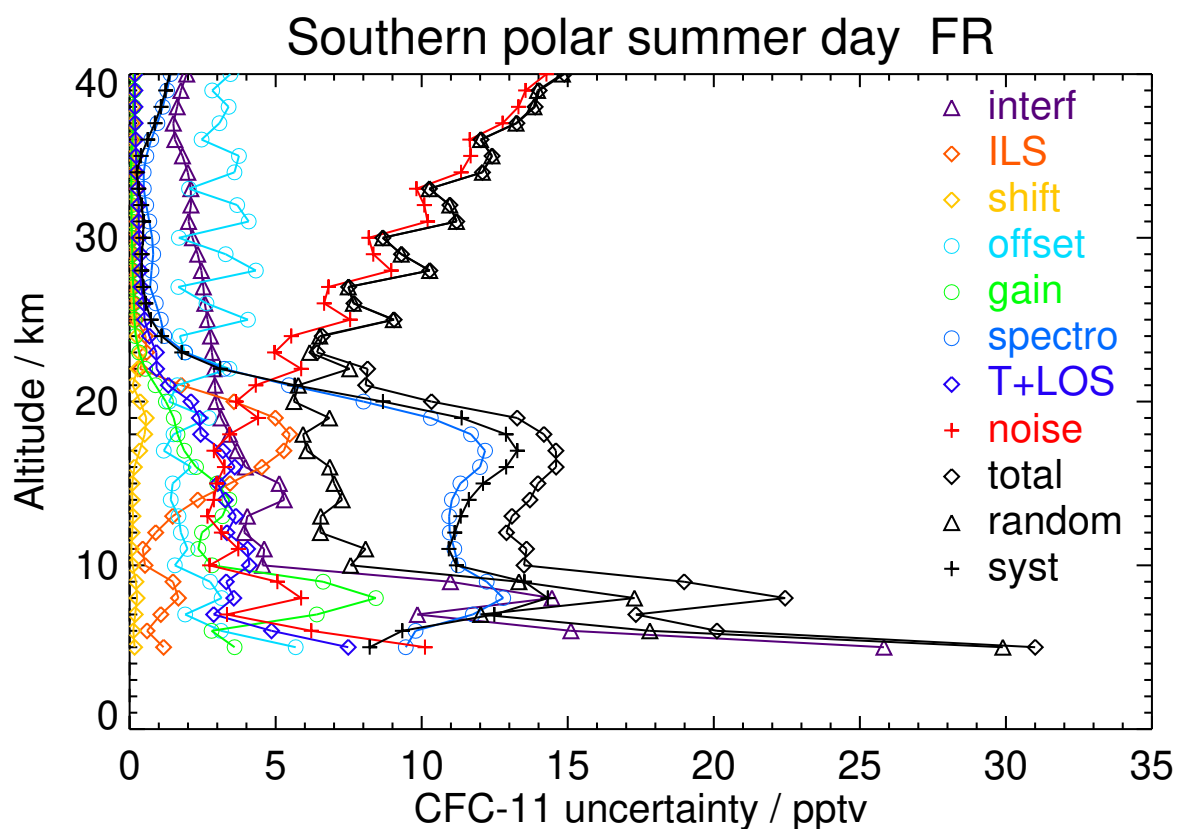 Southern polar summer day FR
40
30
20
10
0
Altitude / km
interf
ILS
shift
offset
gain
spectro
T+LOS
noise
total
random
syst
0 5 10 15 20 25 30 35
CFC-11 uncertainty / pptv